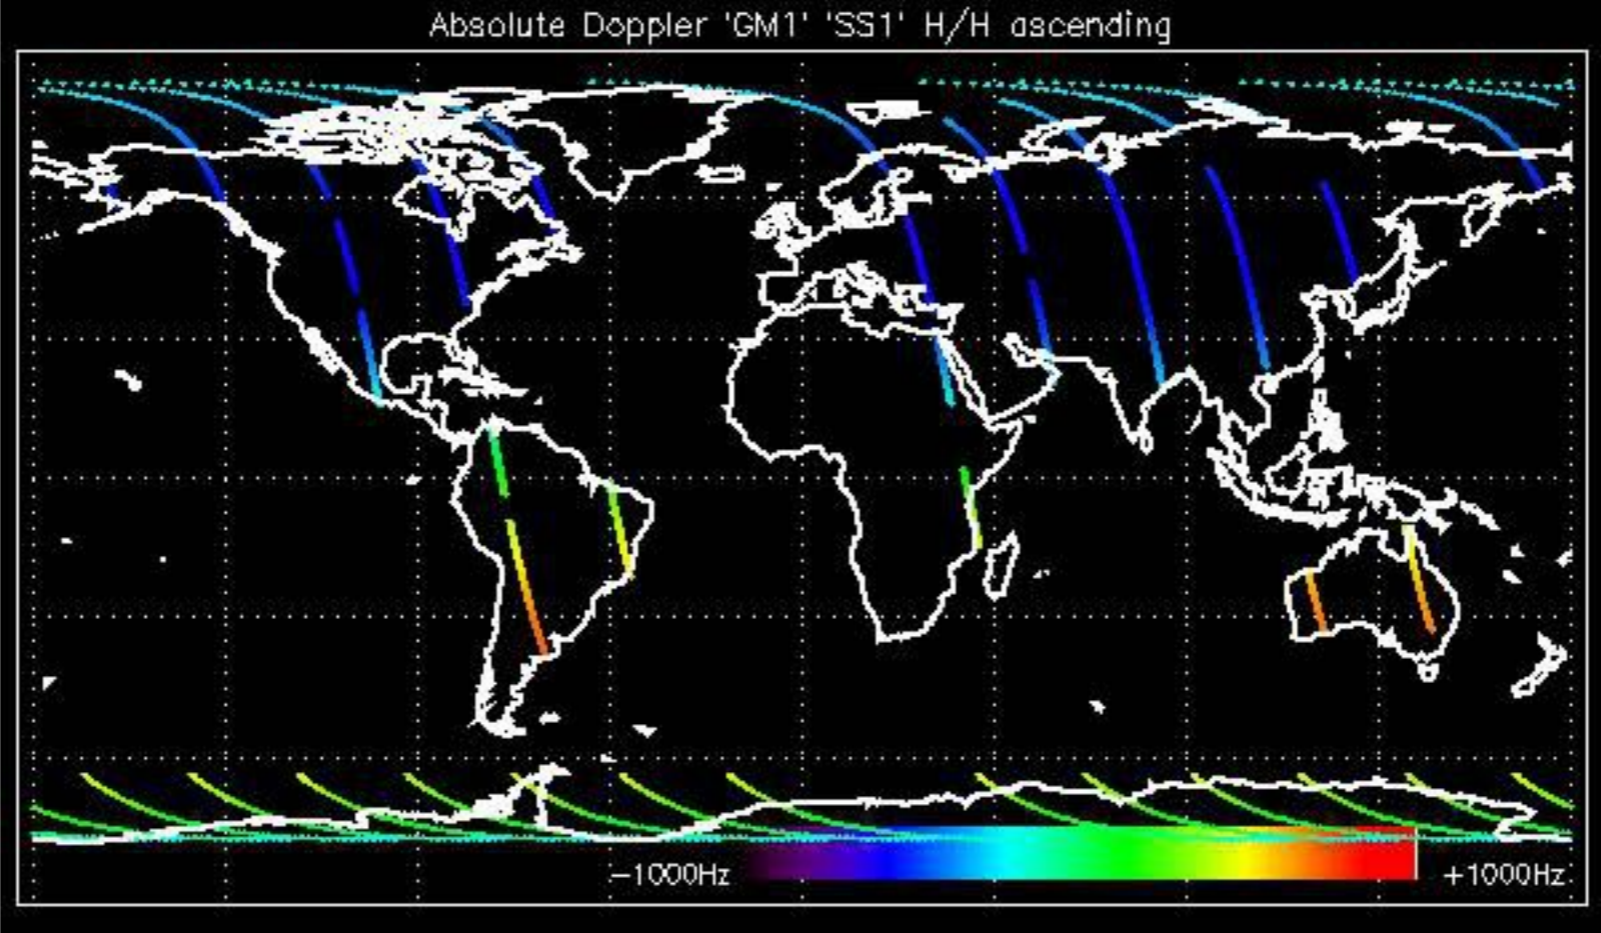 Absolute Doppler 'GM1' 'SS1' H/H ascending
−1000Hz +1000Hz